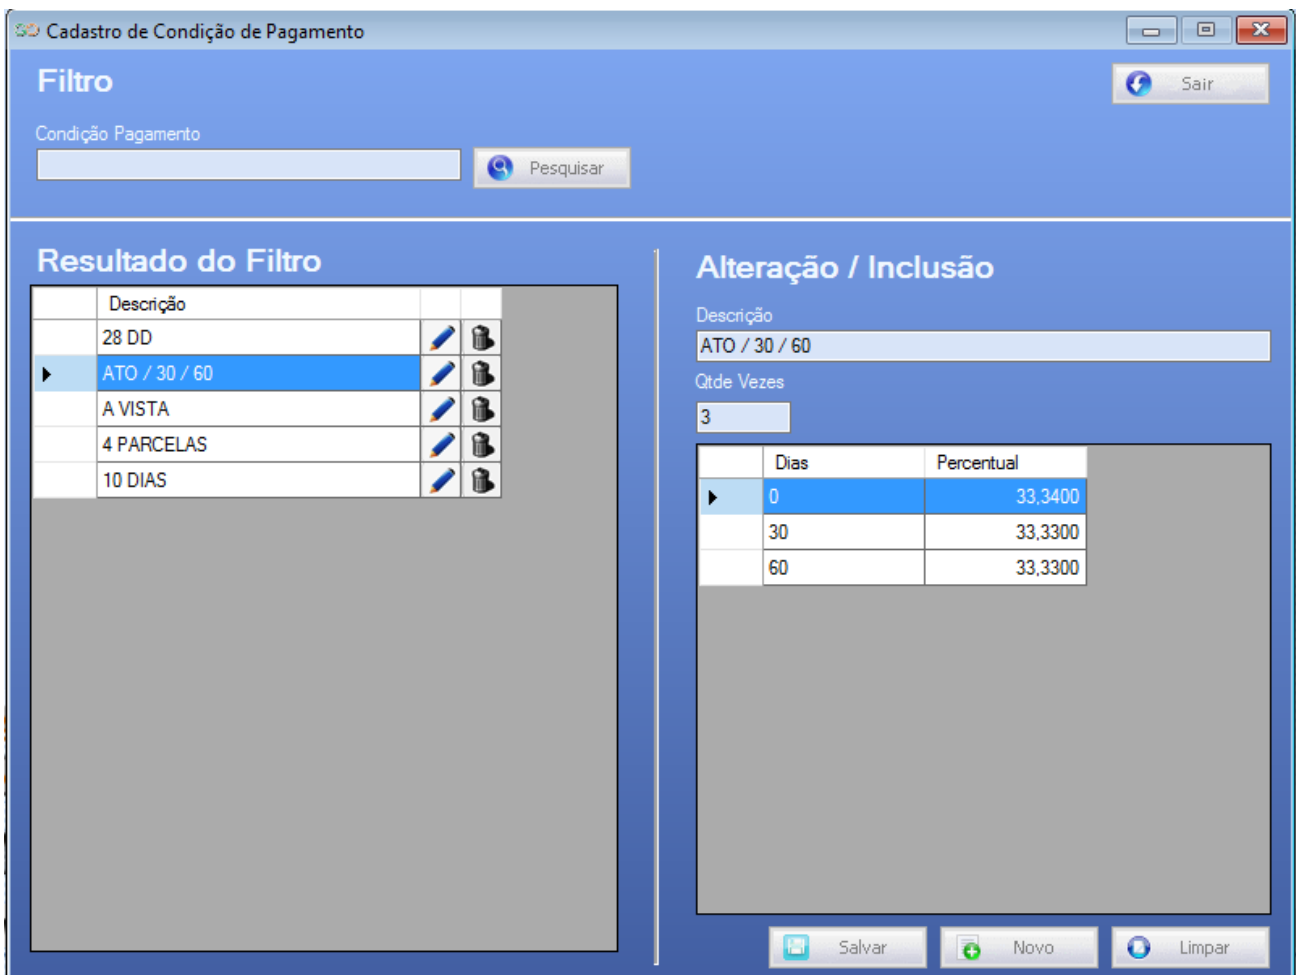 Cadastro de Condição de Pagamento
Filtro
Sair
Condição Pagamento
Pesquisar
Resultado do Filtro
Descrição
28 DD
ATO / 30 / 60
A VISTA
4 PARCELAS
10 DIAS
Alteração / Inclusão
Descrição
ATO / 30 / 60
Qtde Vezes
3
Dias Percentual
0 33,3400
30 33,3300
60 33,3300
Salvar Novo Limpar